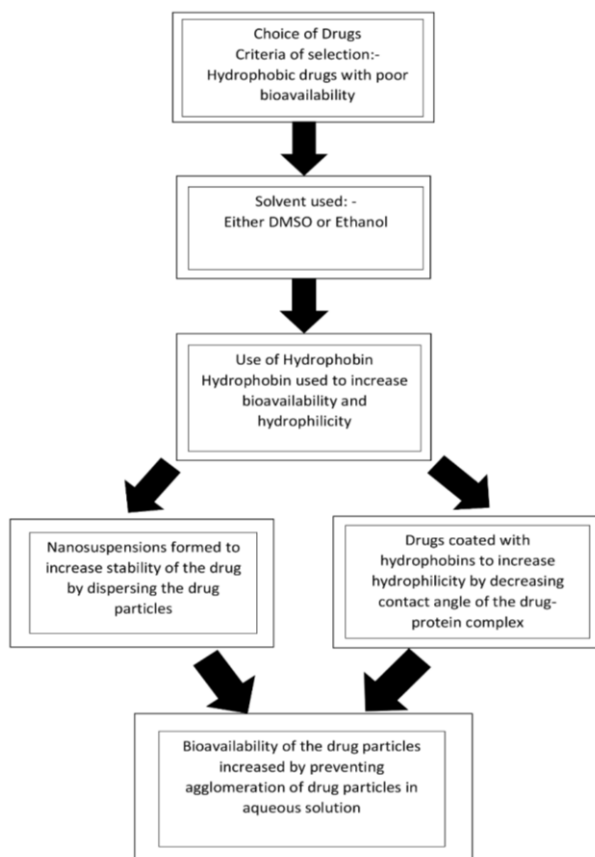 Choice of Drugs
Criteria of selection:-
Hydrophobic drugs with poor
bioavailability
Solvent used: -
Either DMSO or Ethanol
Use of Hydrophobin
Hydrophobin used to increase
bioavailability and
hydrophilicity
Nanosuspensions formed to
increase stability of the drug
by dispersing the drug
particles
Drugs coated with
hydrophobins to increase
hydrophilicity by decreasing
contact angle of the drug-
protein complex
Bioavailability of the drug particles
increased by preventing
agglomeration of drug particles in
aqueous solution